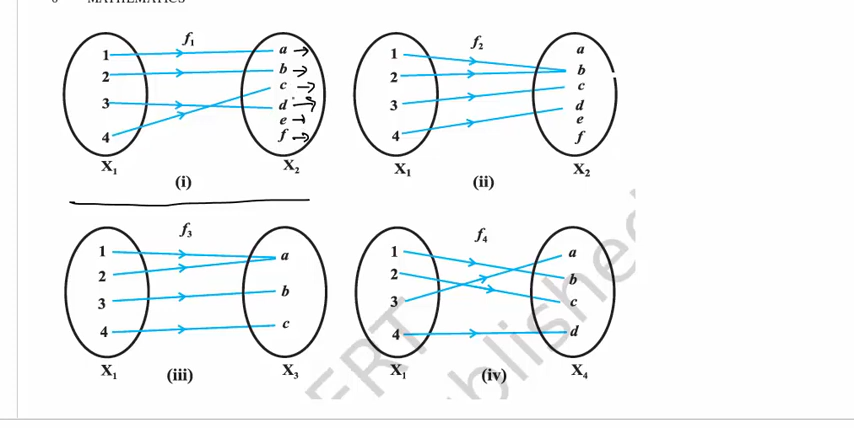 6 MATHEMATICS
f₁
1
2
3
4
a
b
c
d
e
f
X₁
X₂
(i)
f₂
1
2
3
4
a
b
c
d
e
f
X₁
X₂
(ii)
f₃
1
2
3
4
a
b
c
X₁
X₃
(iii)
f₄
1
2
3
4
a
b
c
d
X₁
X₄
(iv)